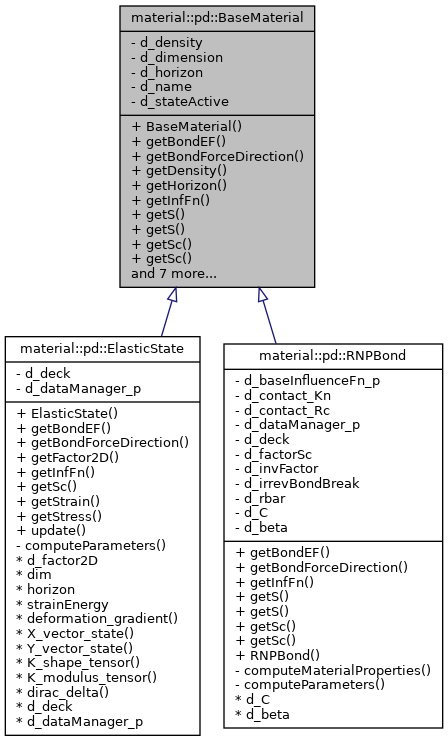 material::pd::BaseMaterial
- d_density
- d_dimension
- d_horizon
- d_name
- d_stateActive
+ BaseMaterial()
+ getBondEF()
+ getBondForceDirection()
+ getDensity()
+ getHorizon()
+ getInfFn()
+ getS()
+ getS()
+ getSc()
+ getSc()
and 7 more...
material::pd::ElasticState
- d_deck
- d_dataManager_p
+ ElasticState()
+ getBondEF()
+ getBondForceDirection()
+ getFactor2D()
+ getInfFn()
+ getSc()
+ getStrain()
+ getStress()
+ update()
- computeParameters()
* d_factor2D
* dim
* horizon
* strainEnergy
* deformation_gradient()
* X_vector_state()
* Y_vector_state()
* K_shape_tensor()
* K_modulus_tensor()
* dirac_delta()
* d_deck
* d_dataManager_p
material::pd::RNPBond
- d_baseInfluenceFn_p
- d_contact_Kn
- d_contact_Rc
- d_dataManager_p
- d_deck
- d_factorSc
- d_invFactor
- d_irrevBondBreak
- d_rbar
- d_C
- d_beta
+ getBondEF()
+ getBondForceDirection()
+ getInfFn()
+ getS()
+ getS()
+ getSc()
+ getSc()
+ RNPBond()
- computeMaterialProperties()
- computeParameters()
* d_C
* d_beta